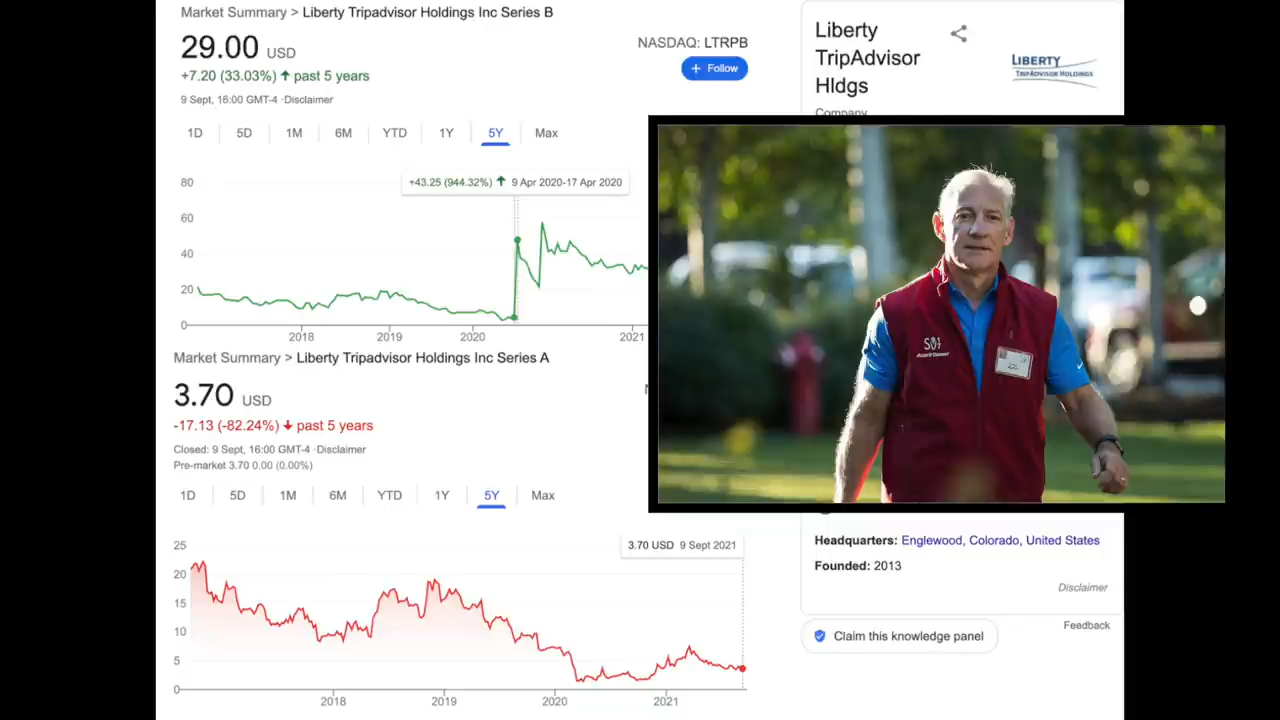 Market Summary > Liberty Tripadvisor Holdings Inc Series B
29.00 USD
NASDAQ: LTRPB
+ Follow
+7.20 (33.03%) ↑ past 5 years
9 Sept, 16:00 GMT-4 ·Disclaimer
1D 5D 1M 6M YTD 1Y 5Y Max
+43.25 (944.32%) ↑ 9 Apr 2020-17 Apr 2020
80
60
40
20
0
2018 2019 2020 2021
Liberty
TripAdvisor
Hldgs
Company
LIBERTY
TRIPADVISOR HOLDINGS
Market Summary > Liberty Tripadvisor Holdings Inc Series A
3.70 USD
-17.13 (-82.24%) ↓ past 5 years
Closed: 9 Sept, 16:00 GMT-4 ·Disclaimer
Pre-market 3.70 0.00 (0.00%)
1D 5D 1M 6M YTD 1Y 5Y Max
3.70 USD 9 Sept 2021
25
20
15
10
5
0
2018 2019 2020 2021
Headquarters: Englewood, Colorado, United States
Founded: 2013
Disclaimer
Claim this knowledge panel
Feedback